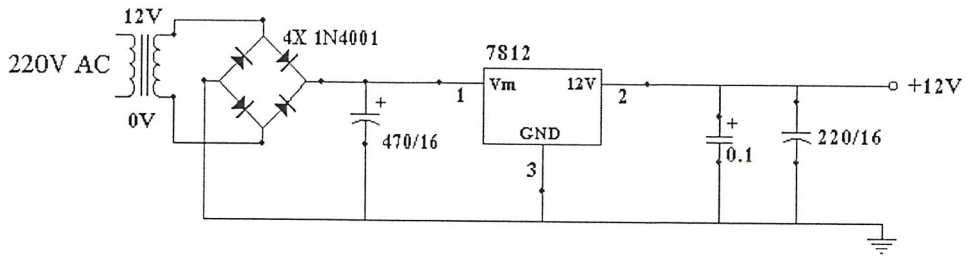 12V
4X 1N4001
220V AC
0V
470/16
7812
1
Vm
12V
2
GND
3
+
+
0.1
220/16
+12V